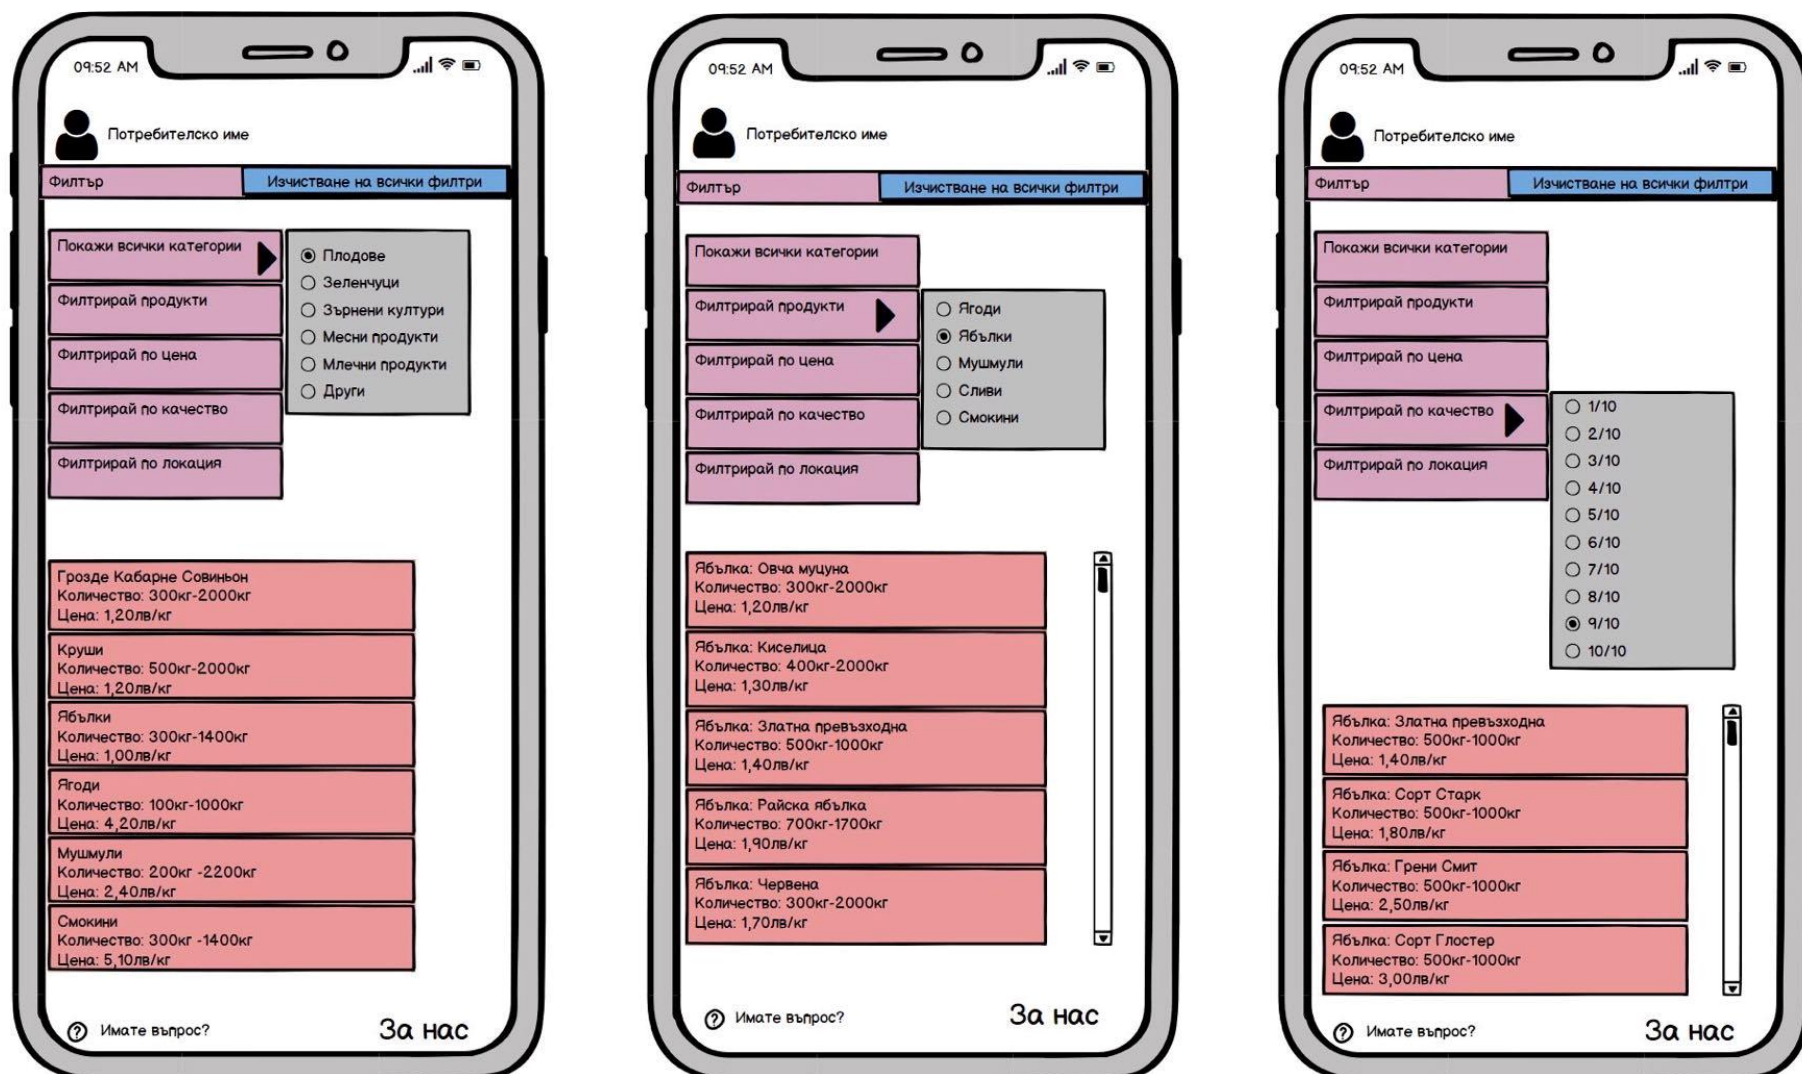 09:52 AM
Потребителско име
Филтър
Изчистване на всички филтри
Покажи всички категории
Филтрирай продукти
Филтрирай по цена
Филтрирай по качество
Филтрирай по локация
Плодове
Зеленчуци
Зърнени култури
Месни продукти
Млечни продукти
Други
Грозде Кабарне Совиньон
Количество: 300кг-2000кг
Цена: 1,20лв/кг
Круши
Количество: 500кг-2000кг
Цена: 1,20лв/кг
Ябълки
Количество: 300кг-1400кг
Цена: 1,00лв/кг
Ягоди
Количество: 100кг-1000кг
Цена: 4,20лв/кг
Мушмули
Количество: 200кг -2200кг
Цена: 2,40лв/кг
Смокини
Количество: 300кг -1400кг
Цена: 5,10лв/кг
Имате въпрос?
За нас
09:52 AM
Потребителско име
Филтър
Изчистване на всички филтри
Покажи всички категории
Филтрирай продукти
Филтрирай по цена
Филтрирай по качество
Филтрирай по локация
Ягоди
Ябълки
Мушмули
Сливи
Смокини
Ябълка: Овча муцуна
Количество: 300кг-2000кг
Цена: 1,20лв/кг
Ябълка: Киселица
Количество: 400кг-2000кг
Цена: 1,30лв/кг
Ябълка: Златна превъзходна
Количество: 500кг-1000кг
Цена: 1,40лв/кг
Ябълка: Райска ябълка
Количество: 700кг-1700кг
Цена: 1,90лв/кг
Ябълка: Червена
Количество: 300кг-2000кг
Цена: 1,70лв/кг
Имате въпрос?
За нас
09:52 AM
Потребителско име
Филтър
Изчистване на всички филтри
Покажи всички категории
Филтрирай продукти
Филтрирай по цена
Филтрирай по качество
Филтрирай по локация
1/10
2/10
3/10
4/10
5/10
6/10
7/10
8/10
9/10
10/10
Ябълка: Златна превъзходна
Количество: 500кг-1000кг
Цена: 1,40лв/кг
Ябълка: Сорт Старк
Количество: 500кг-1000кг
Цена: 1,80лв/кг
Ябълка: Грени Смит
Количество: 500кг-1000кг
Цена: 2,50лв/кг
Ябълка: Сорт Глостер
Количество: 500кг-1000кг
Цена: 3,00лв/кг
Имате въпрос?
За нас